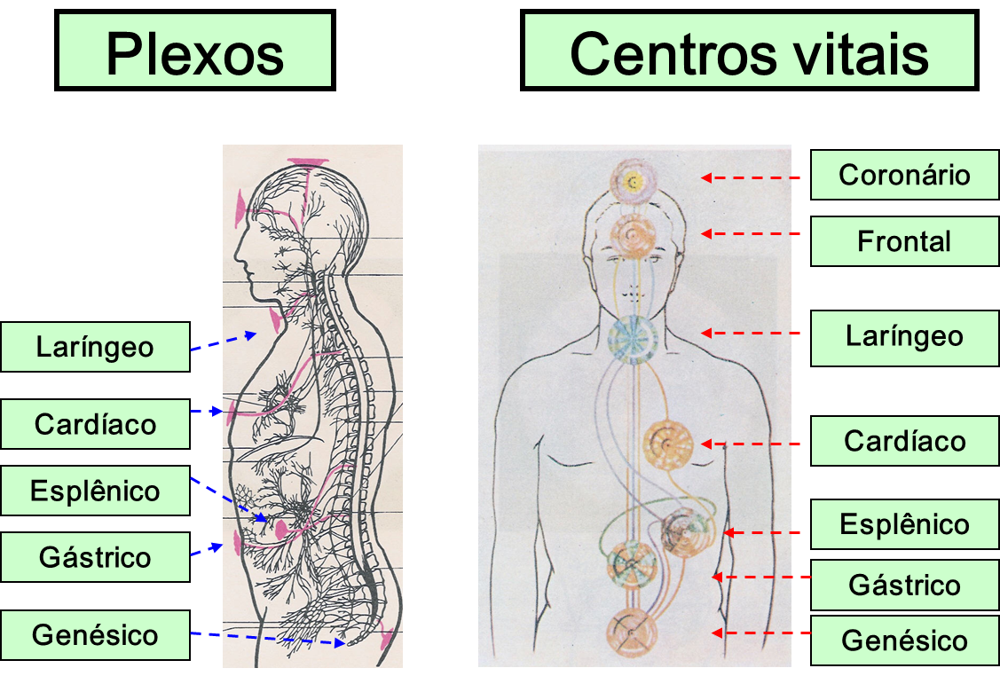 Plexos
Centros vitais
Laríngeo
Cardíaco
Esplênico
Gástrico
Genésico
Coronário
Frontal
Laríngeo
Cardíaco
Esplênico
Gástrico
Genésico